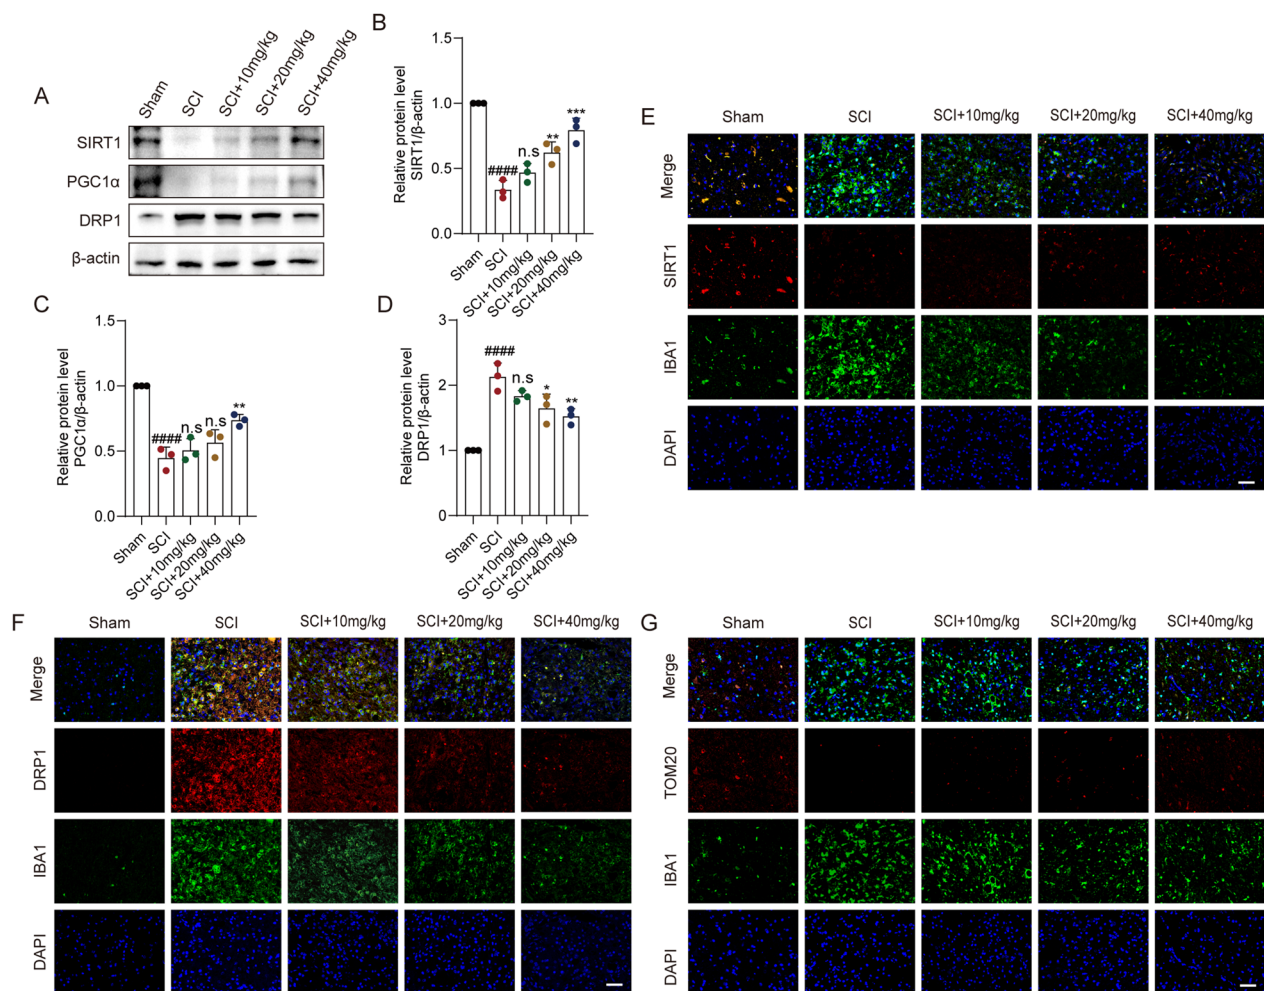 A
Sham
SCI
SCI+10mg/kg
SCI+20mg/kg
SCI+40mg/kg
SIRT1
PGC1α
DRP1
β-actin
B
Relative protein level
SIRT1/β-actin
1.5
1.0
0.5
0.0
####
n.s
**
***
Sham
SCI
SCI+10mg/kg
SCI+20mg/kg
SCI+40mg/kg
C
Relative protein level
PGC1α/β-actin
1.5
1.0
0.5
0.0
####
n.s
n.s
**
Sham
SCI
SCI+10mg/kg
SCI+20mg/kg
SCI+40mg/kg
D
Relative protein level
DRP1/β-actin
3
2
1
0
####
n.s
*
**
Sham
SCI
SCI+10mg/kg
SCI+20mg/kg
SCI+40mg/kg
E
Sham
SCI
SCI+10mg/kg
SCI+20mg/kg
SCI+40mg/kg
Merge
SIRT1
IBA1
DAPI
F
Sham
SCI
SCI+10mg/kg
SCI+20mg/kg
SCI+40mg/kg
Merge
DRP1
IBA1
DAPI
G
Sham
SCI
SCI+10mg/kg
SCI+20mg/kg
SCI+40mg/kg
Merge
TOM20
IBA1
DAPI